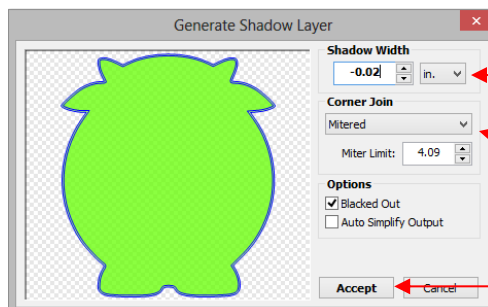 Generate Shadow Layer
x
Shadow Width
-0.02
in.
Corner Join
Mitered
Miter Limit: 4.09
Options
Blacked Out
Auto Simplify Output
Accept Cancel